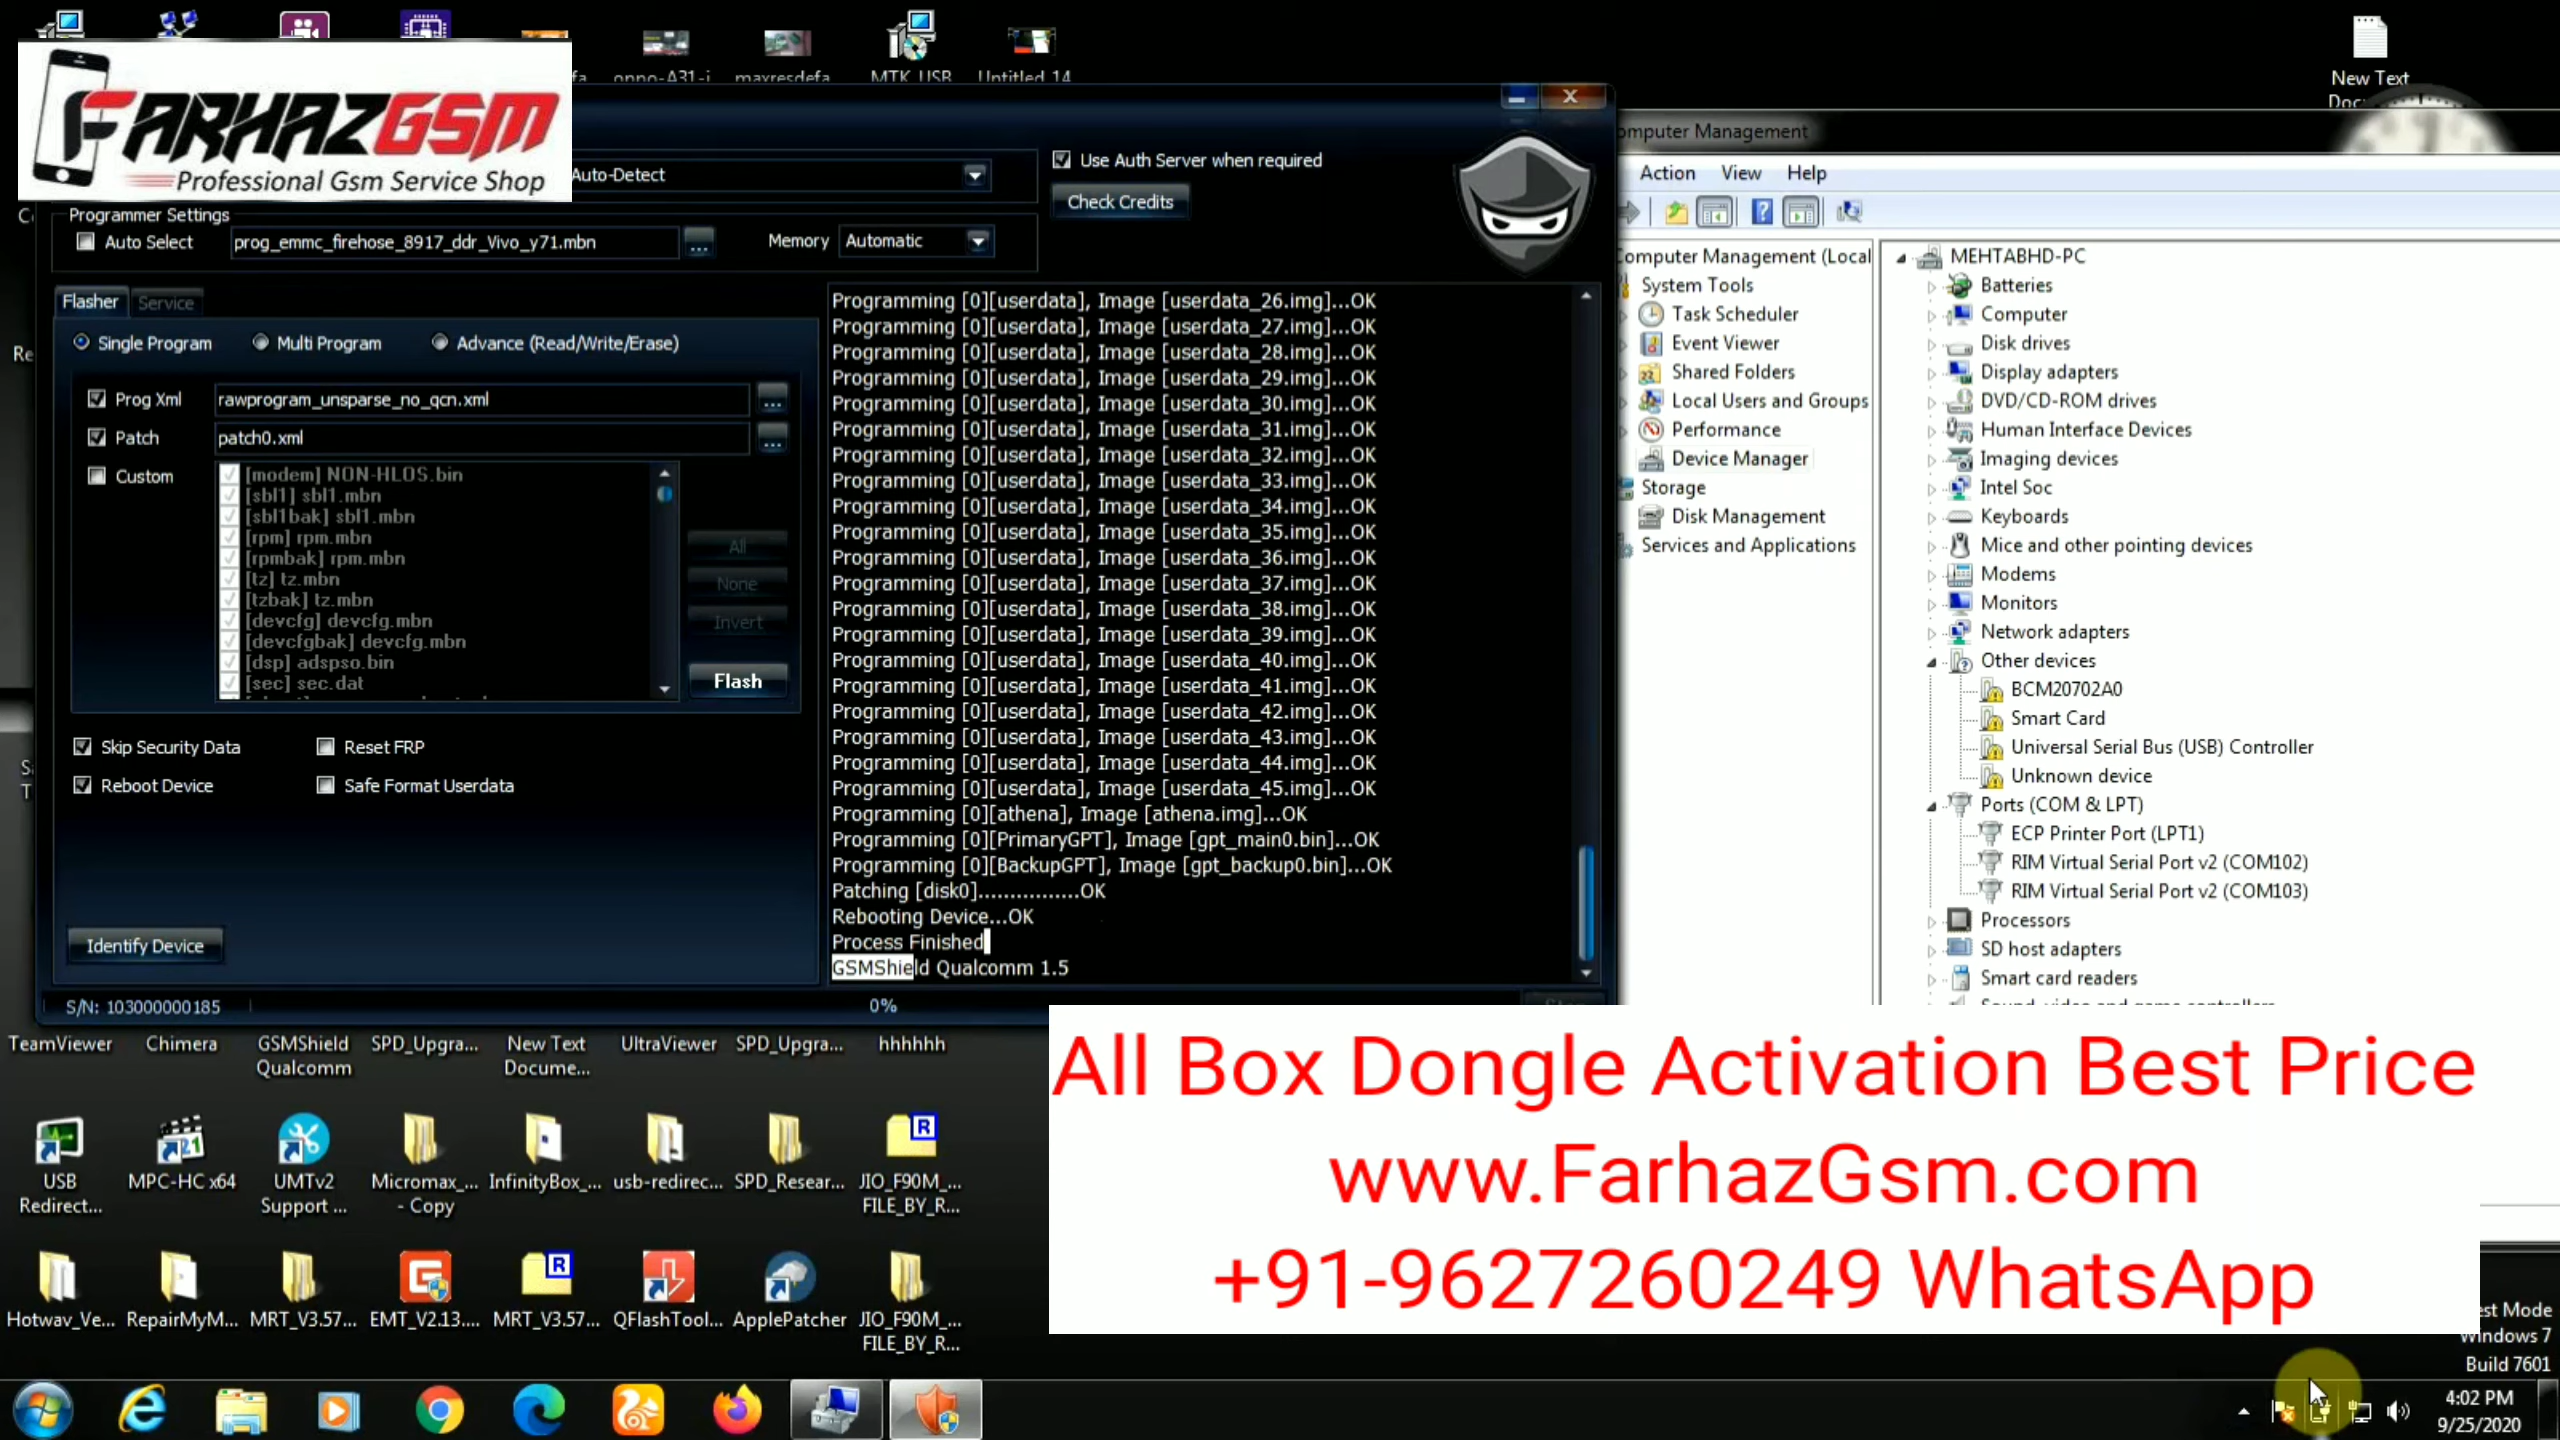 oppo-A31-i
maxresdefa
MTK USB
Untitled 14
New Text
FARHAZGSM
Professional Gsm Service Shop
Auto-Detect
Use Auth Server when required
Check Credits
Programmer Settings
Auto Select
prog_emmc_firehose_8917_ddr_Vivo_y71.mbn
...
Memory
Automatic
Flasher
Service
Single Program
Multi Program
Advance (Read/Write/Erase)
Prog Xml
rawprogram_unsparse_no_qcn.xml
...
Patch
patch0.xml
...
Custom
[modem] NON-HLOS.bin
[sbl1] sbl1.mbn
[sbl1bak] sbl1.mbn
[rpm] rpm.mbn
[rpmbak] rpm.mbn
[tz] tz.mbn
[tzbak] tz.mbn
[devcfg] devcfg.mbn
[devcfgbak] devcfg.mbn
[dsp] adspso.bin
[sec] sec.dat
All
None
Invert
Flash
Skip Security Data
Reset FRP
Reboot Device
Safe Format Userdata
Identify Device
S/N: 103000000185
0%
Programming [0][userdata], Image [userdata_26.img]...OK
Programming [0][userdata], Image [userdata_27.img]...OK
Programming [0][userdata], Image [userdata_28.img]...OK
Programming [0][userdata], Image [userdata_29.img]...OK
Programming [0][userdata], Image [userdata_30.img]...OK
Programming [0][userdata], Image [userdata_31.img]...OK
Programming [0][userdata], Image [userdata_32.img]...OK
Programming [0][userdata], Image [userdata_33.img]...OK
Programming [0][userdata], Image [userdata_34.img]...OK
Programming [0][userdata], Image [userdata_35.img]...OK
Programming [0][userdata], Image [userdata_36.img]...OK
Programming [0][userdata], Image [userdata_37.img]...OK
Programming [0][userdata], Image [userdata_38.img]...OK
Programming [0][userdata], Image [userdata_39.img]...OK
Programming [0][userdata], Image [userdata_40.img]...OK
Programming [0][userdata], Image [userdata_41.img]...OK
Programming [0][userdata], Image [userdata_42.img]...OK
Programming [0][userdata], Image [userdata_43.img]...OK
Programming [0][userdata], Image [userdata_44.img]...OK
Programming [0][userdata], Image [userdata_45.img]...OK
Programming [0][athena], Image [athena.img]...OK
Programming [0][PrimaryGPT], Image [gpt_main0.bin]...OK
Programming [0][BackupGPT], Image [gpt_backup0.bin]...OK
Patching [disk0]................OK
Rebooting Device...OK
Process Finished
GSMShield Qualcomm 1.5
omputer Management
Action View Help
omputer Management (Local
System Tools
Task Scheduler
Event Viewer
Shared Folders
Local Users and Groups
Performance
Device Manager
Storage
Disk Management
Services and Applications
MEHTABHD-PC
Batteries
Computer
Disk drives
Display adapters
DVD/CD-ROM drives
Human Interface Devices
Imaging devices
Intel Soc
Keyboards
Mice and other pointing devices
Modems
Monitors
Network adapters
Other devices
BCM20702A0
Smart Card
Universal Serial Bus (USB) Controller
Unknown device
Ports (COM & LPT)
ECP Printer Port (LPT1)
RIM Virtual Serial Port v2 (COM102)
RIM Virtual Serial Port v2 (COM103)
Processors
SD host adapters
Smart card readers
TeamViewer
Chimera
GSMShield
Qualcomm
SPD_Upgra...
New Text
Docume...
UltraViewer
SPD_Upgra...
hhhhhh
USB
Redirect...
MPC-HC x64
UMTv2
Support ...
Micromax_...
- Copy
InfinityBox_...
usb-redirec...
SPD_Resear...
JIO_F90M_...
FILE_BY_R...
Hotwav_Ve...
RepairMyM...
MRT_V3.57...
EMT_V2.13....
MRT_V3.57...
QFlashTool...
ApplePatcher
JIO_F90M_...
FILE_BY_R...
All Box Dongle Activation Best Price
www.FarhazGsm.com
+91-9627260249 WhatsApp
est Mode
Windows 7
Build 7601
4:02 PM
9/25/2020